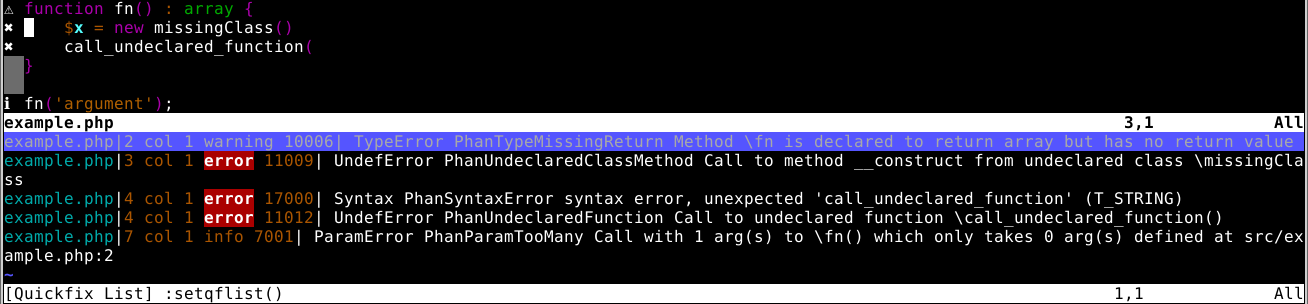 ⚠ function fn() : array {
✖     $x = new missingClass()
✖     call_undeclared_function(
}
ℹ fn('argument');
example.php 3,1 All
example.php|2 col 1 warning 10006| TypeError PhanTypeMissingReturn Method \fn is declared to return array but has no return value
example.php|3 col 1 error 11009| UndefError PhanUndeclaredClassMethod Call to method __construct from undeclared class \missingCla
ss
example.php|4 col 1 error 17000| Syntax PhanSyntaxError syntax error, unexpected 'call_undeclared_function' (T_STRING)
example.php|4 col 1 error 11012| UndefError PhanUndeclaredFunction Call to undeclared function \call_undeclared_function()
example.php|7 col 1 info 7001| ParamError PhanParamTooMany Call with 1 arg(s) to \fn() which only takes 0 arg(s) defined at src/ex
ample.php:2
~
[Quickfix List] :setqflist() 1,1 All